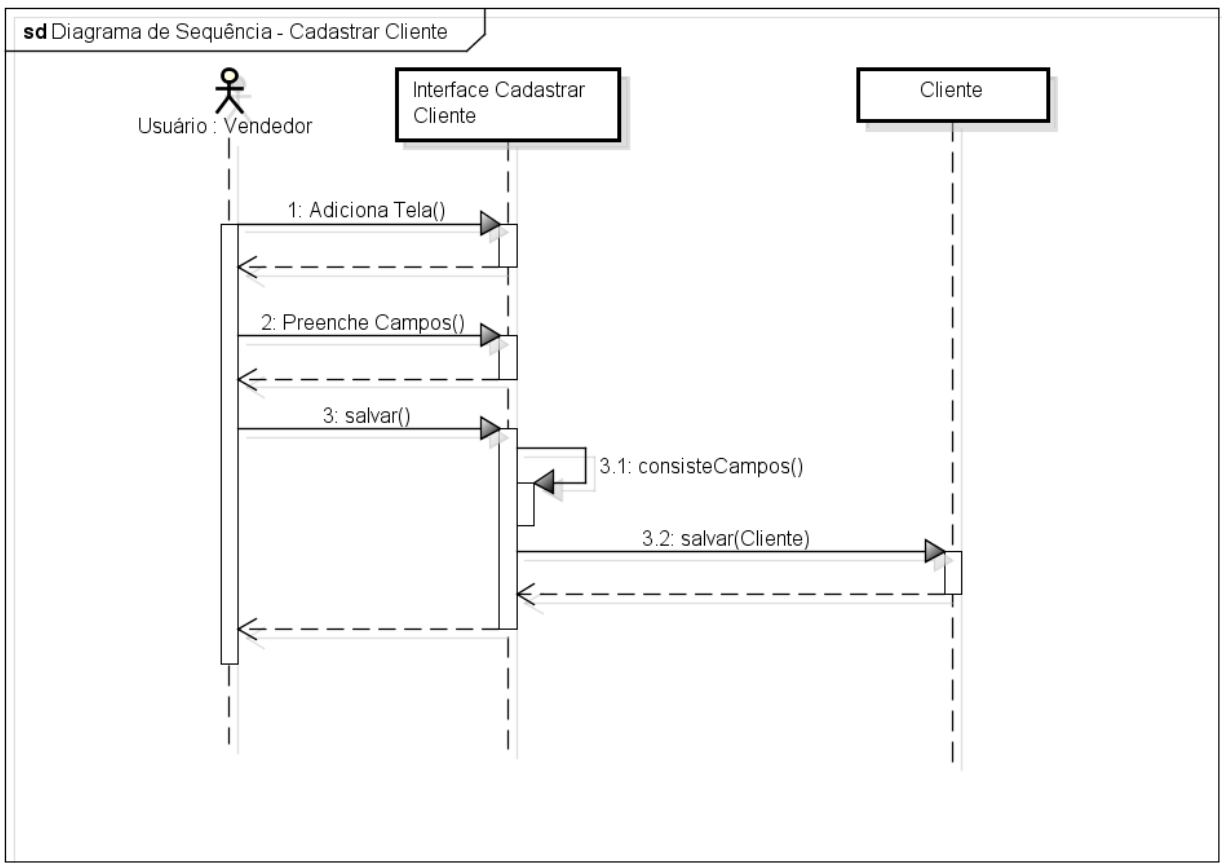 sd Diagrama de Sequência - Cadastrar Cliente
Usuário : Vendedor
Interface Cadastrar
Cliente
Cliente
1: Adiciona Tela()
2: Preenche Campos()
3: salvar()
3.1: consisteCampos()
3.2: salvar(Cliente)